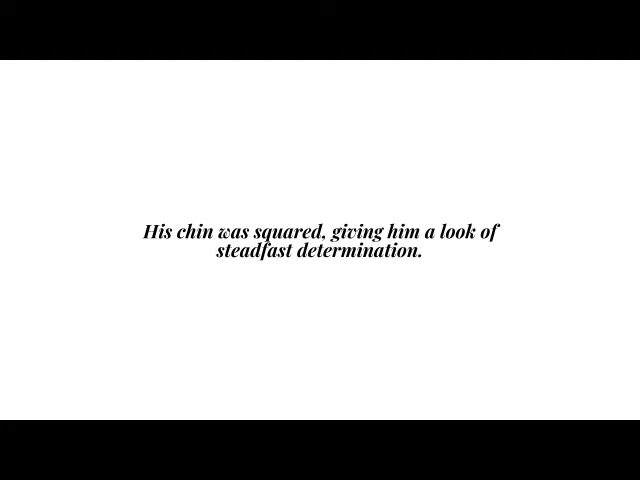 His chin was squared, giving him a look of
steadfast determination.